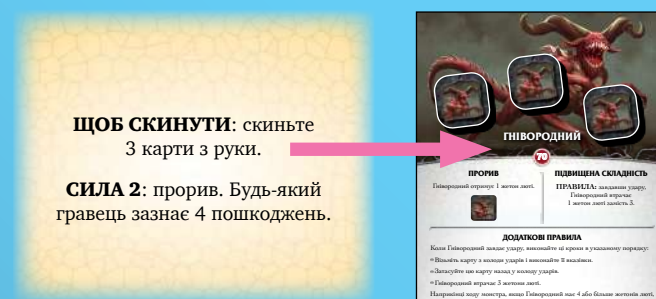 ЩОБ СКИНУТИ: скиньте
3 карти з руки.
СИЛА 2: прорив. Будь-який
гравець зазнає 4 пошкоджень.
ГНІВОРОДНИЙ
70
ПРОРИВ
Гнівородний отримує 1 жетон люті.
ПІДВИЩЕНА СКЛАДНІСТЬ
ПРАВИЛА: завдавши удару,
Гнівородний втрачає
1 жетон люті замість 3.
ДОДАТКОВІ ПРАВИЛА
Коли Гнівородний завдає удару, виконайте ці кроки в указаному порядку:
Візьміть карту з колоди ударів і виконайте її вказівки.
Затасуйте цю карту назад у колоду ударів.
Гнівородний втрачає 3 жетони люті.
Наприкінці ходу монстра, якщо Гнівородний має 4 або більше жетонів люті,